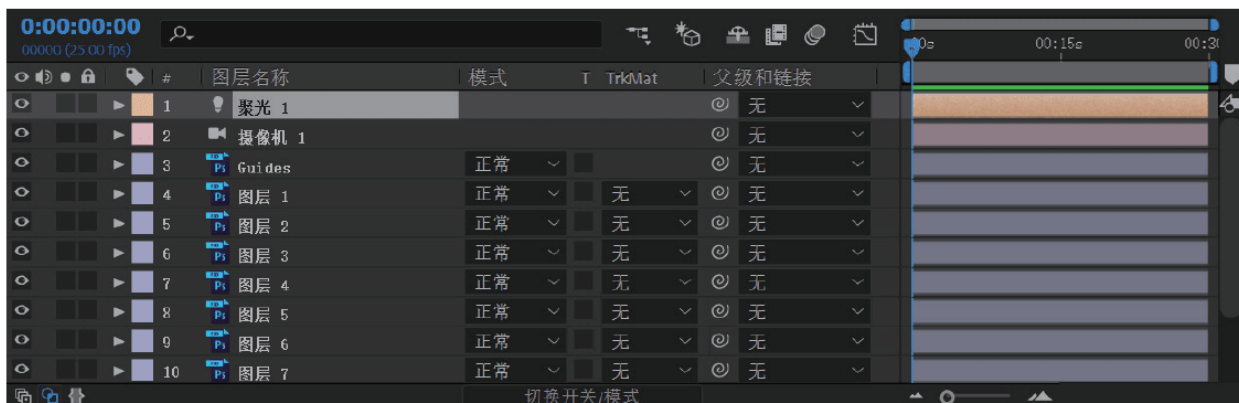 0:00:00:00
00000 (25.00 fps)
00:15s
# 图层名称 模式 T TrkMat 父级和链接
1 聚光 1 无
2 摄像机 1 无
3 Guides 正常 无
4 图层 1 正常 无 无
5 图层 2 正常 无 无
6 图层 3 正常 无 无
7 图层 4 正常 无 无
8 图层 5 正常 无 无
9 图层 6 正常 无 无
10 图层 7 正常 无 无
切换开关/模式